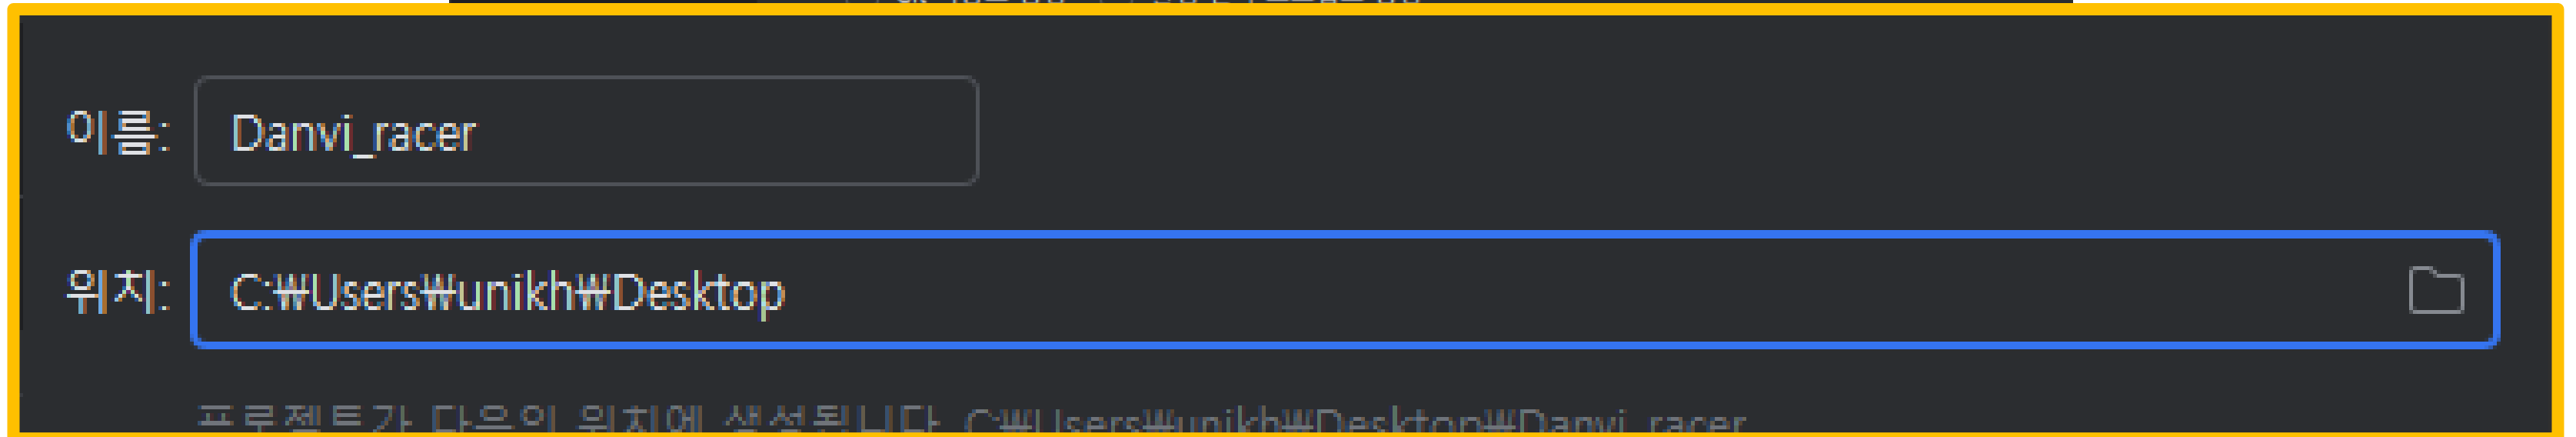 이름: Danvi_racer
위치: C:₩Users₩unikh₩Desktop
프로젝트가 다음의 위치에 생성됩니다 C:₩Users₩unikh₩Desktop₩Danvi_racer